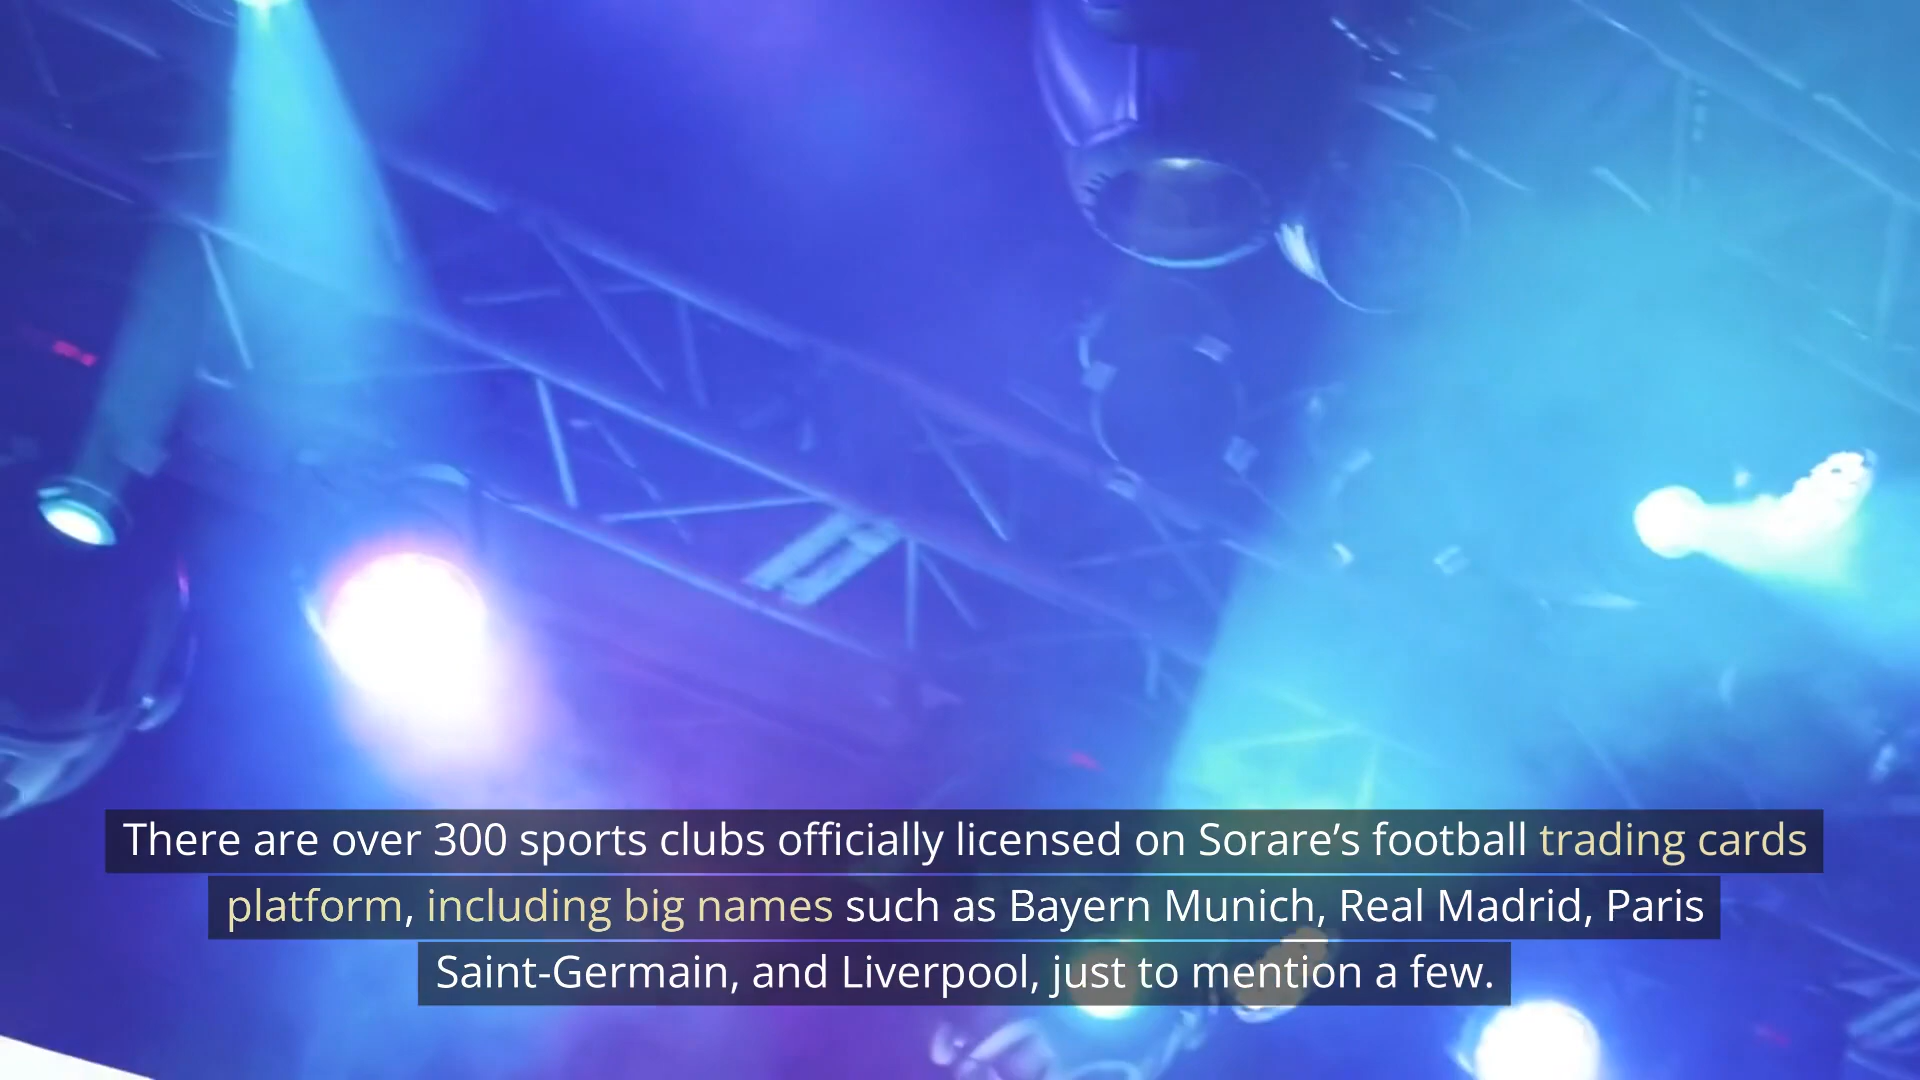 There are over 300 sports clubs officially licensed on Sorare’s football trading cards
platform, including big names such as Bayern Munich, Real Madrid, Paris
Saint-Germain, and Liverpool, just to mention a few.